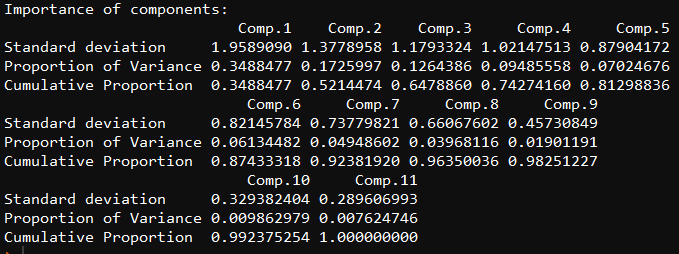 Importance of components:
Comp.1 Comp.2 Comp.3 Comp.4 Comp.5
Standard deviation 1.9589090 1.3778958 1.1793324 1.02147513 0.87904172
Proportion of Variance 0.3488477 0.1725997 0.1264386 0.09485558 0.07024676
Cumulative Proportion 0.3488477 0.5214474 0.6478860 0.74274160 0.81298836
Comp.6 Comp.7 Comp.8 Comp.9
Standard deviation 0.82145784 0.73779821 0.66067602 0.45730849
Proportion of Variance 0.06134482 0.04948602 0.03968116 0.01901191
Cumulative Proportion 0.87433318 0.92381920 0.96350036 0.98251227
Comp.10 Comp.11
Standard deviation 0.329382404 0.289606993
Proportion of Variance 0.009862979 0.007624746
Cumulative Proportion 0.992375254 1.000000000